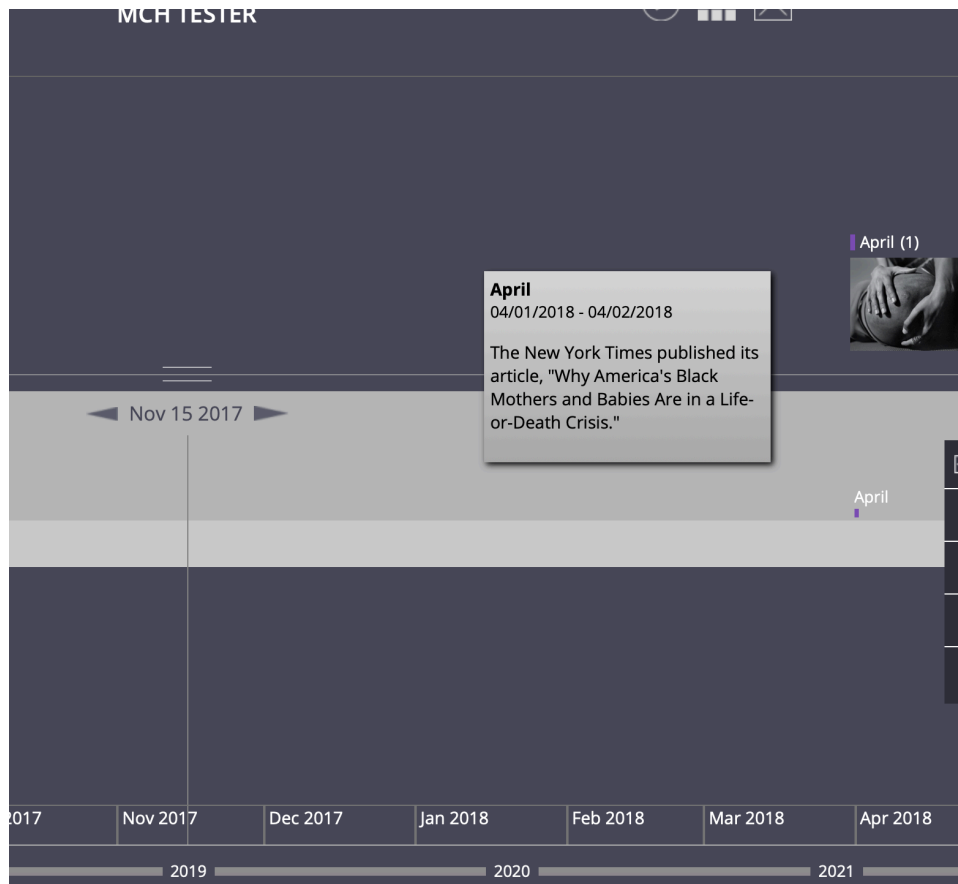 MCH TESTER
April (1)
April
04/01/2018 - 04/02/2018
The New York Times published its
article, "Why America's Black
Mothers and Babies Are in a Life-
or-Death Crisis."
Nov 15 2017
April
2017 Nov 2017 Dec 2017 Jan 2018 Feb 2018 Mar 2018 Apr 2018
2019 2020 2021